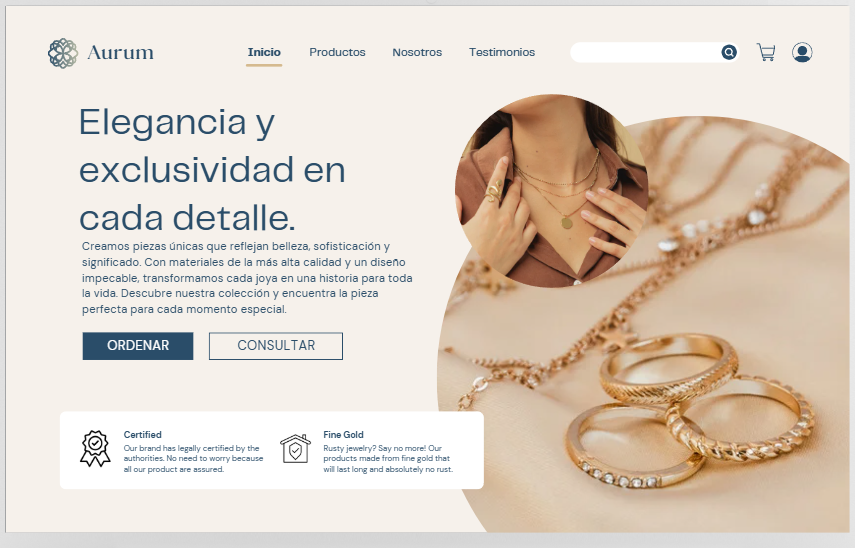 Aurum
Inicio
Productos
Nosotros
Testimonios
Elegancia y
exclusividad en
cada detalle.
Creamos piezas únicas que reflejan belleza, sofisticación y
significado. Con materiales de la más alta calidad y un diseño
impecable, transformamos cada joya en una historia para toda
la vida. Descubre nuestra colección y encuentra la pieza
perfecta para cada momento especial.
ORDENAR
CONSULTAR
Certified
Our brand has legally certified by the
authorities. No need to worry because
all our product are assured.
Fine Gold
Rusty jewelry? Say no more! Our
products made from fine gold that
will last long and absolutely no rust.